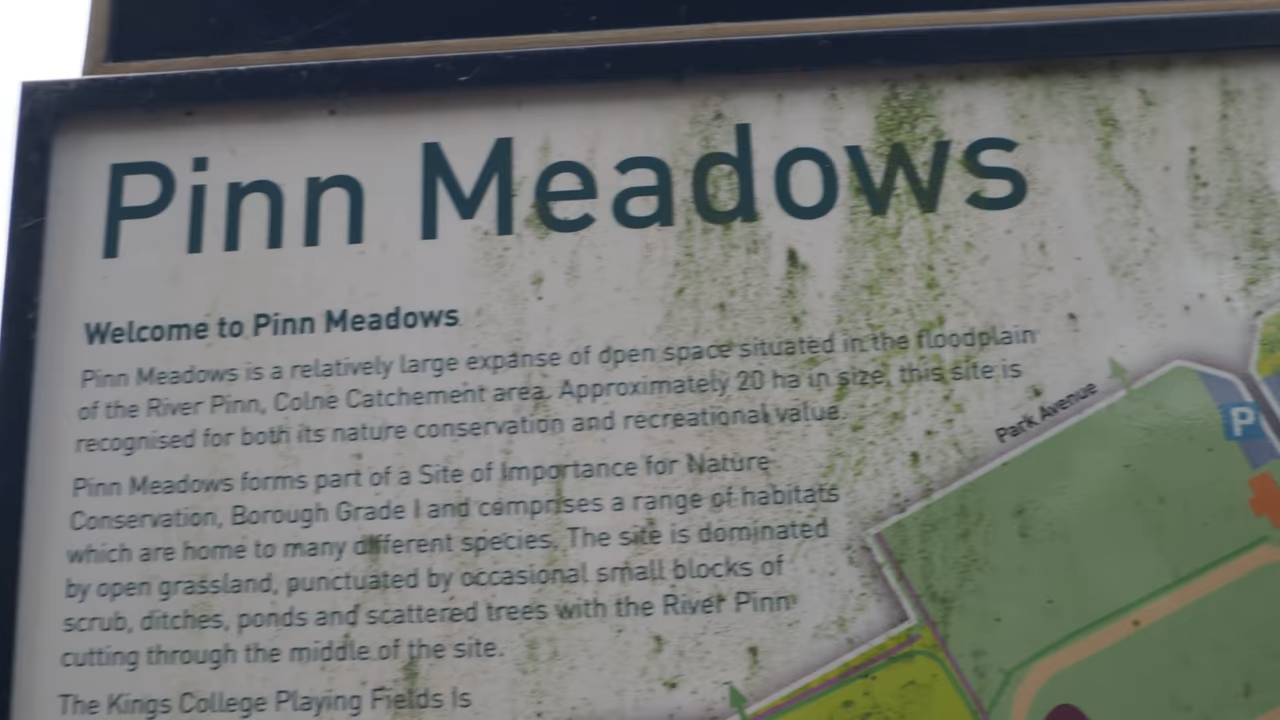 Pinn Meadows
Welcome to Pinn Meadows
Pinn Meadows is a relatively large expanse of open space situated in the floodplain
of the River Pinn, Colne Catchement area. Approximately 20 ha in size, this site is
recognised for both its nature conservation and recreational value.
Pinn Meadows forms part of a Site of Importance for Nature
Conservation, Borough Grade I and comprises a range of habitats
which are home to many different species. The site is dominated
by open grassland, punctuated by occasional small blocks of
scrub, ditches, ponds and scattered trees with the River Pinn
cutting through the middle of the site.
The Kings College Playing Fields is
Park Avenue
P